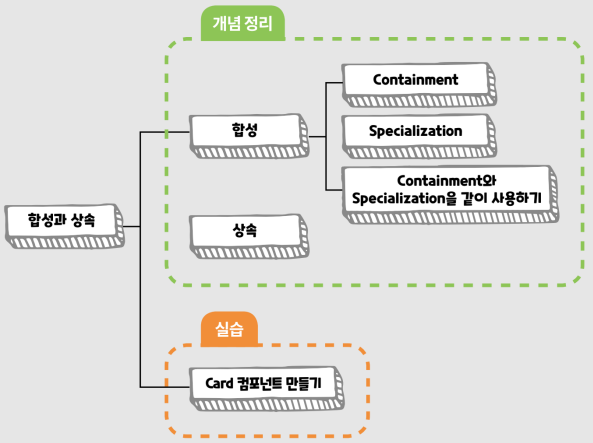 개념 정리
Containment
합성
Specialization
Containment와
Specialization을 같이 사용하기
합성과 상속
상속
실습
Card 컴포넌트 만들기